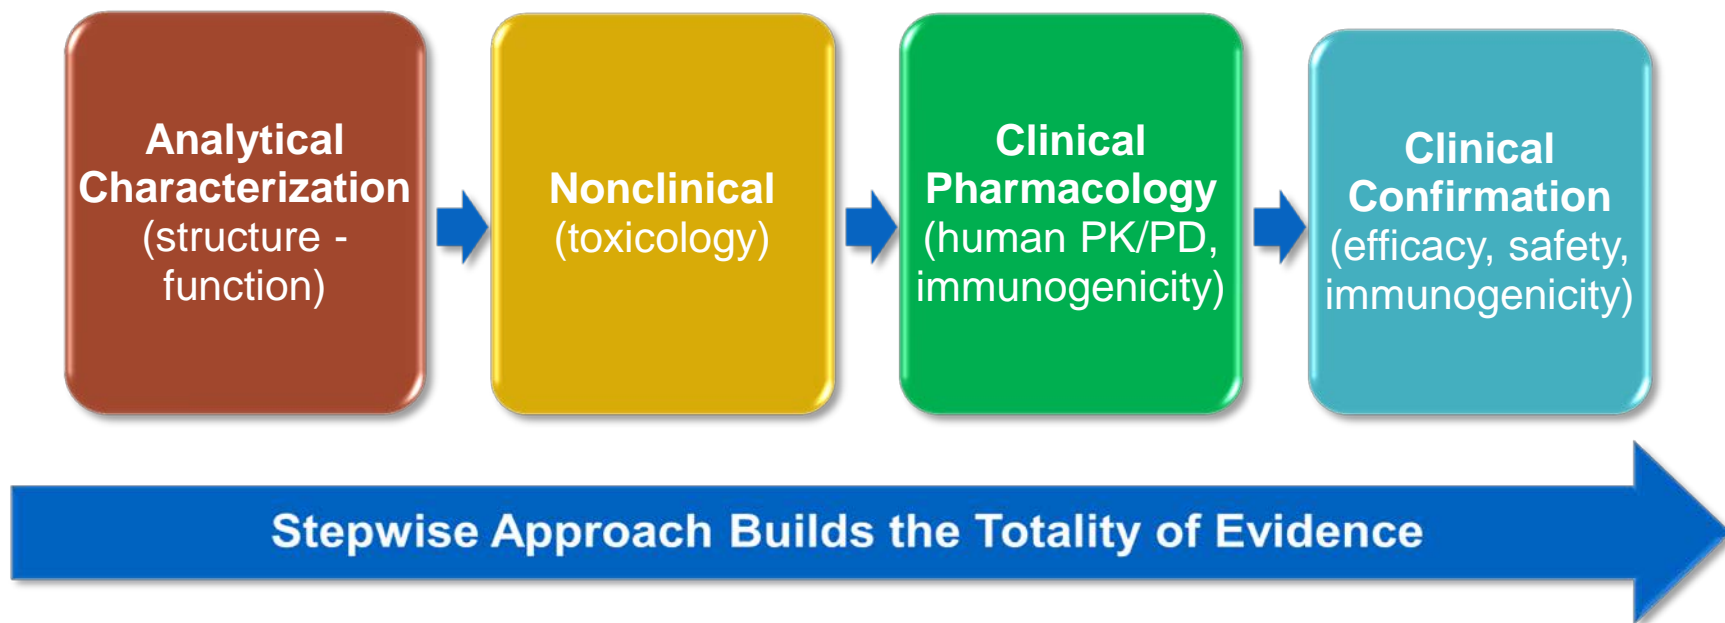 Analytical
Characterization
(structure -
function)
Nonclinical
(toxicology)
Clinical
Pharmacology
(human PK/PD,
immunogenicity)
Clinical
Confirmation
(efficacy, safety,
immunogenicity)
Stepwise Approach Builds the Totality of Evidence